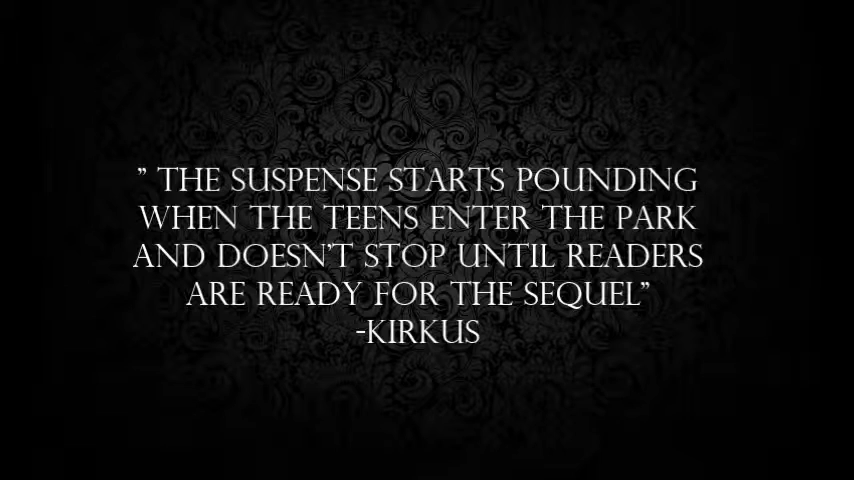 ” THE SUSPENSE STARTS POUNDING
WHEN THE TEENS ENTER THE PARK
AND DOESN’T STOP UNTIL READERS
ARE READY FOR THE SEQUEL”
-KIRKUS